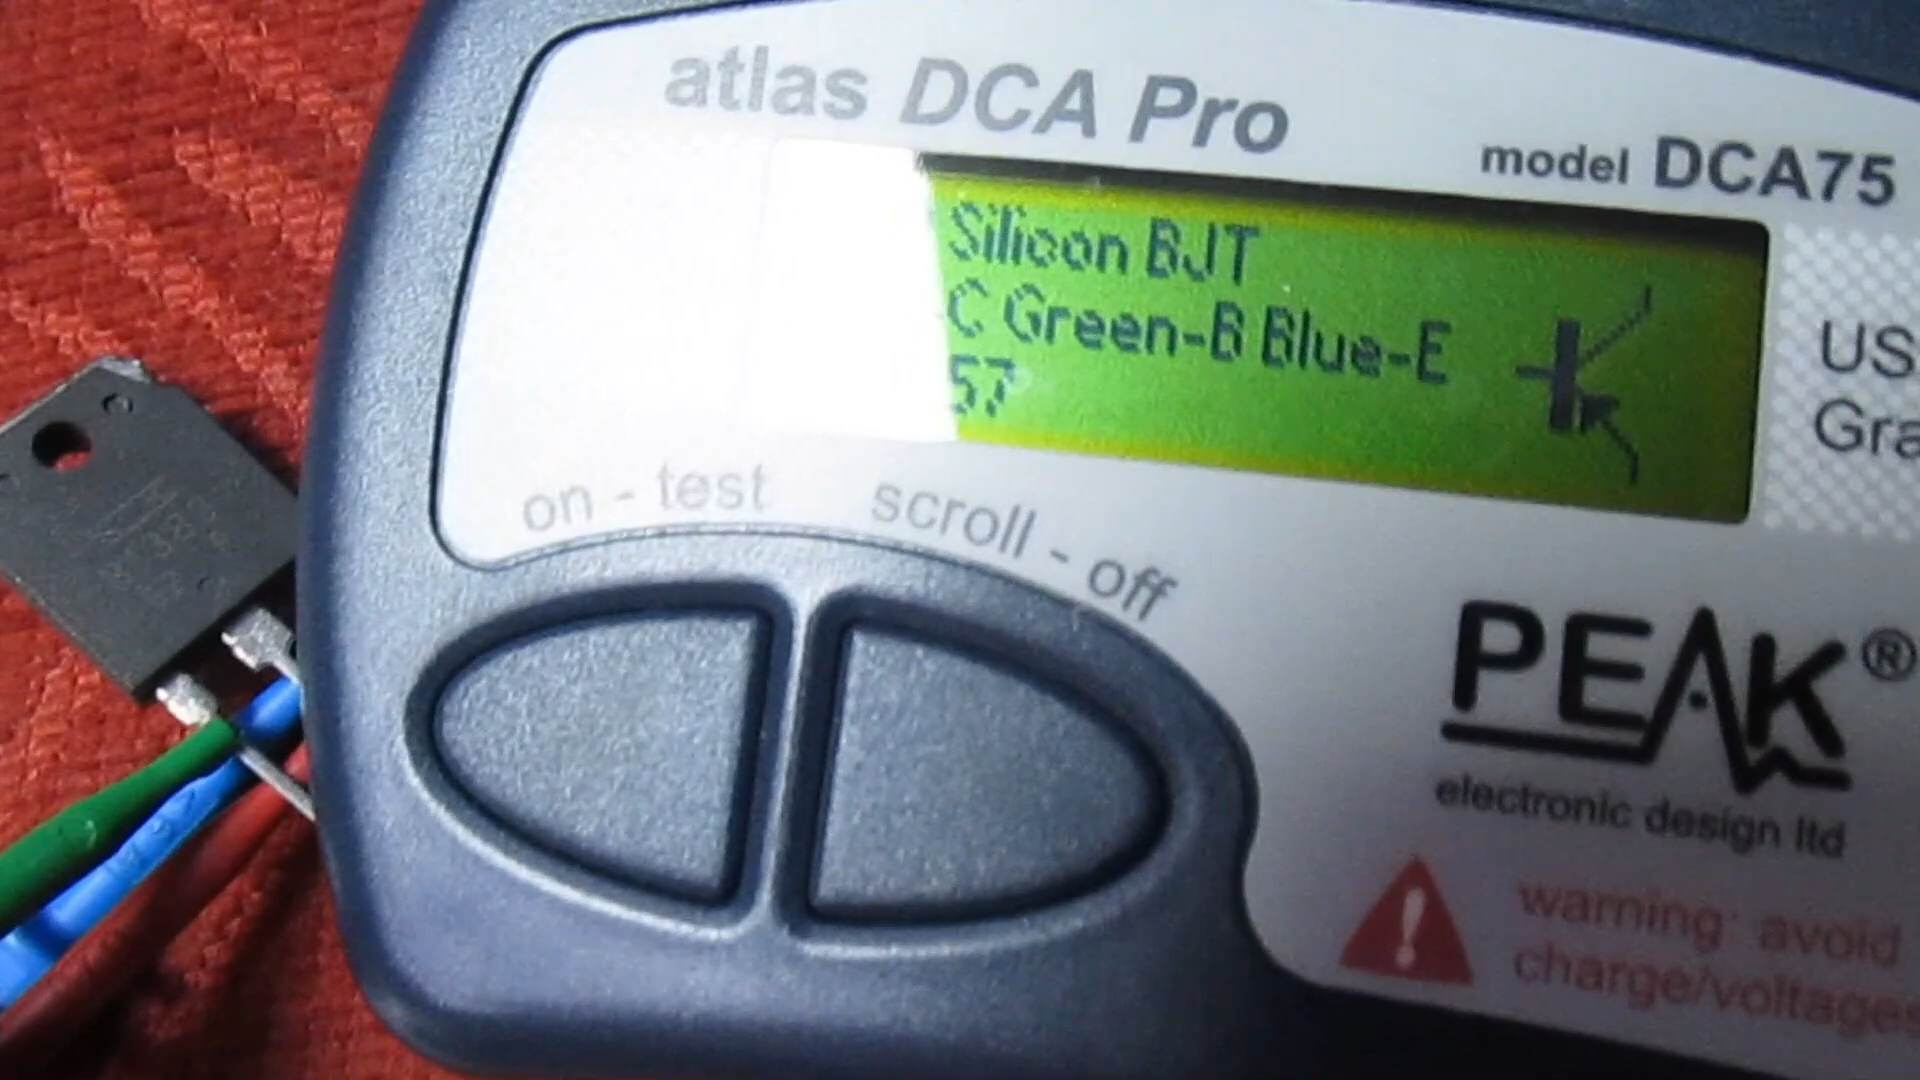 atlas DCA Pro
model DCA75
Silicon BJT
C Green-B Blue-E
57
US
Gra
on - test scroll - off
PEAK®
electronic design ltd
warning: avoid
charge/voltages